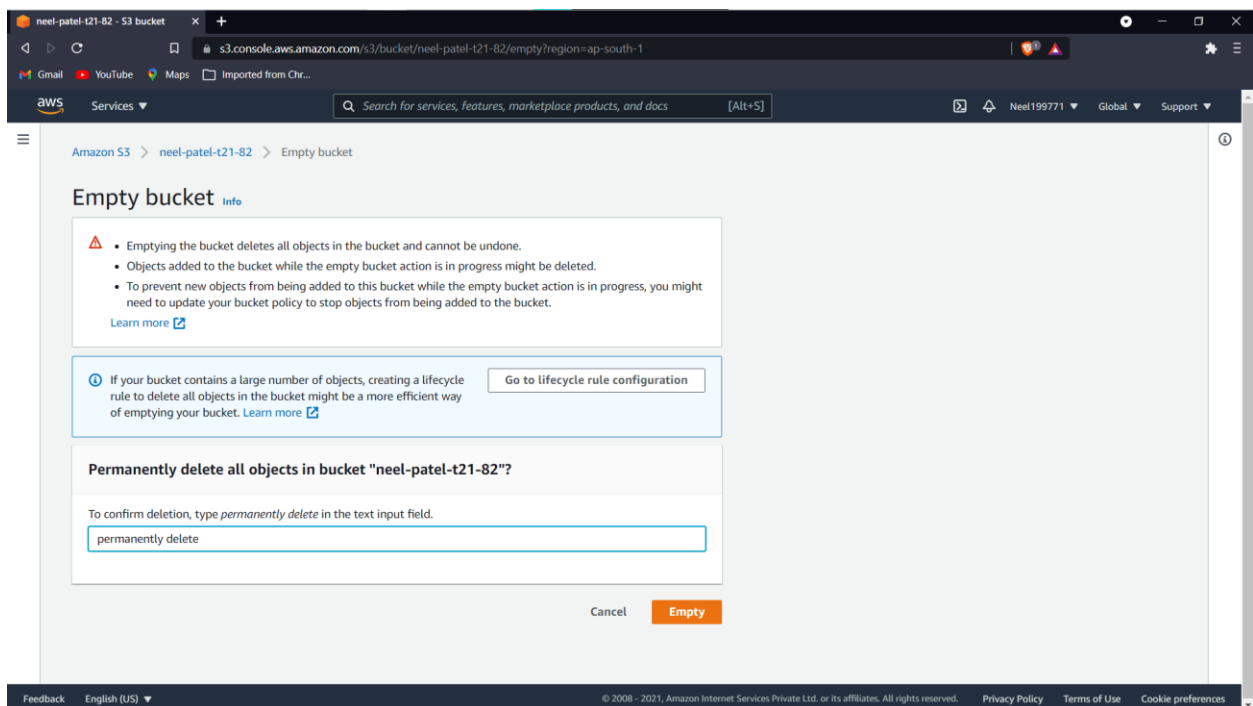 neel-patel-t21-82 - S3 bucket
s3.console.aws.amazon.com/s3/bucket/neel-patel-t21-82/empty?region=ap-south-1
Gmail YouTube Maps Imported from Chr...
aws Services Search for services, features, marketplace products, and docs [Alt+S] Neel199771 Global Support
Amazon S3 > neel-patel-t21-82 > Empty bucket
Empty bucket Info
• Emptying the bucket deletes all objects in the bucket and cannot be undone.
• Objects added to the bucket while the empty bucket action is in progress might be deleted.
• To prevent new objects from being added to this bucket while the empty bucket action is in progress, you might
need to update your bucket policy to stop objects from being added to the bucket.
Learn more
If your bucket contains a large number of objects, creating a lifecycle
rule to delete all objects in the bucket might be a more efficient way
of emptying your bucket. Learn more
Go to lifecycle rule configuration
Permanently delete all objects in bucket "neel-patel-t21-82"?
To confirm deletion, type permanently delete in the text input field.
permanently delete
Cancel Empty
Feedback English (US) © 2008 - 2021, Amazon Internet Services Private Ltd. or its affiliates. All rights reserved. Privacy Policy Terms of Use Cookie preferences